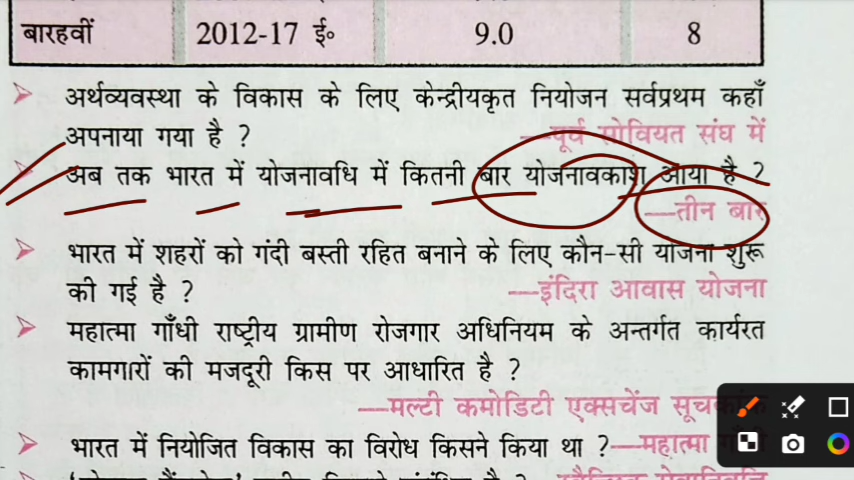 बारहवीं 2012-17 ई॰ 9.0 8
अर्थव्यवस्था के विकास के लिए केन्द्रीयकृत नियोजन सर्वप्रथम कहाँ
अपनाया गया है ? —पूर्व सोवियत संघ में
अब तक भारत में योजनावधि में कितनी बार योजनावकाश आया है ?
—तीन बार
भारत में शहरों को गंदी बस्ती रहित बनाने के लिए कौन-सी योजना शुरू
की गई है ? —इंदिरा आवास योजना
महात्मा गाँधी राष्ट्रीय ग्रामीण रोजगार अधिनियम के अन्तर्गत कार्यरत
कामगारों की मजदूरी किस पर आधारित है ?
—मल्टी कमोडिटी एक्सचेंज
भारत में नियोजित विकास का विरोध किसने किया था ?—महात्मा